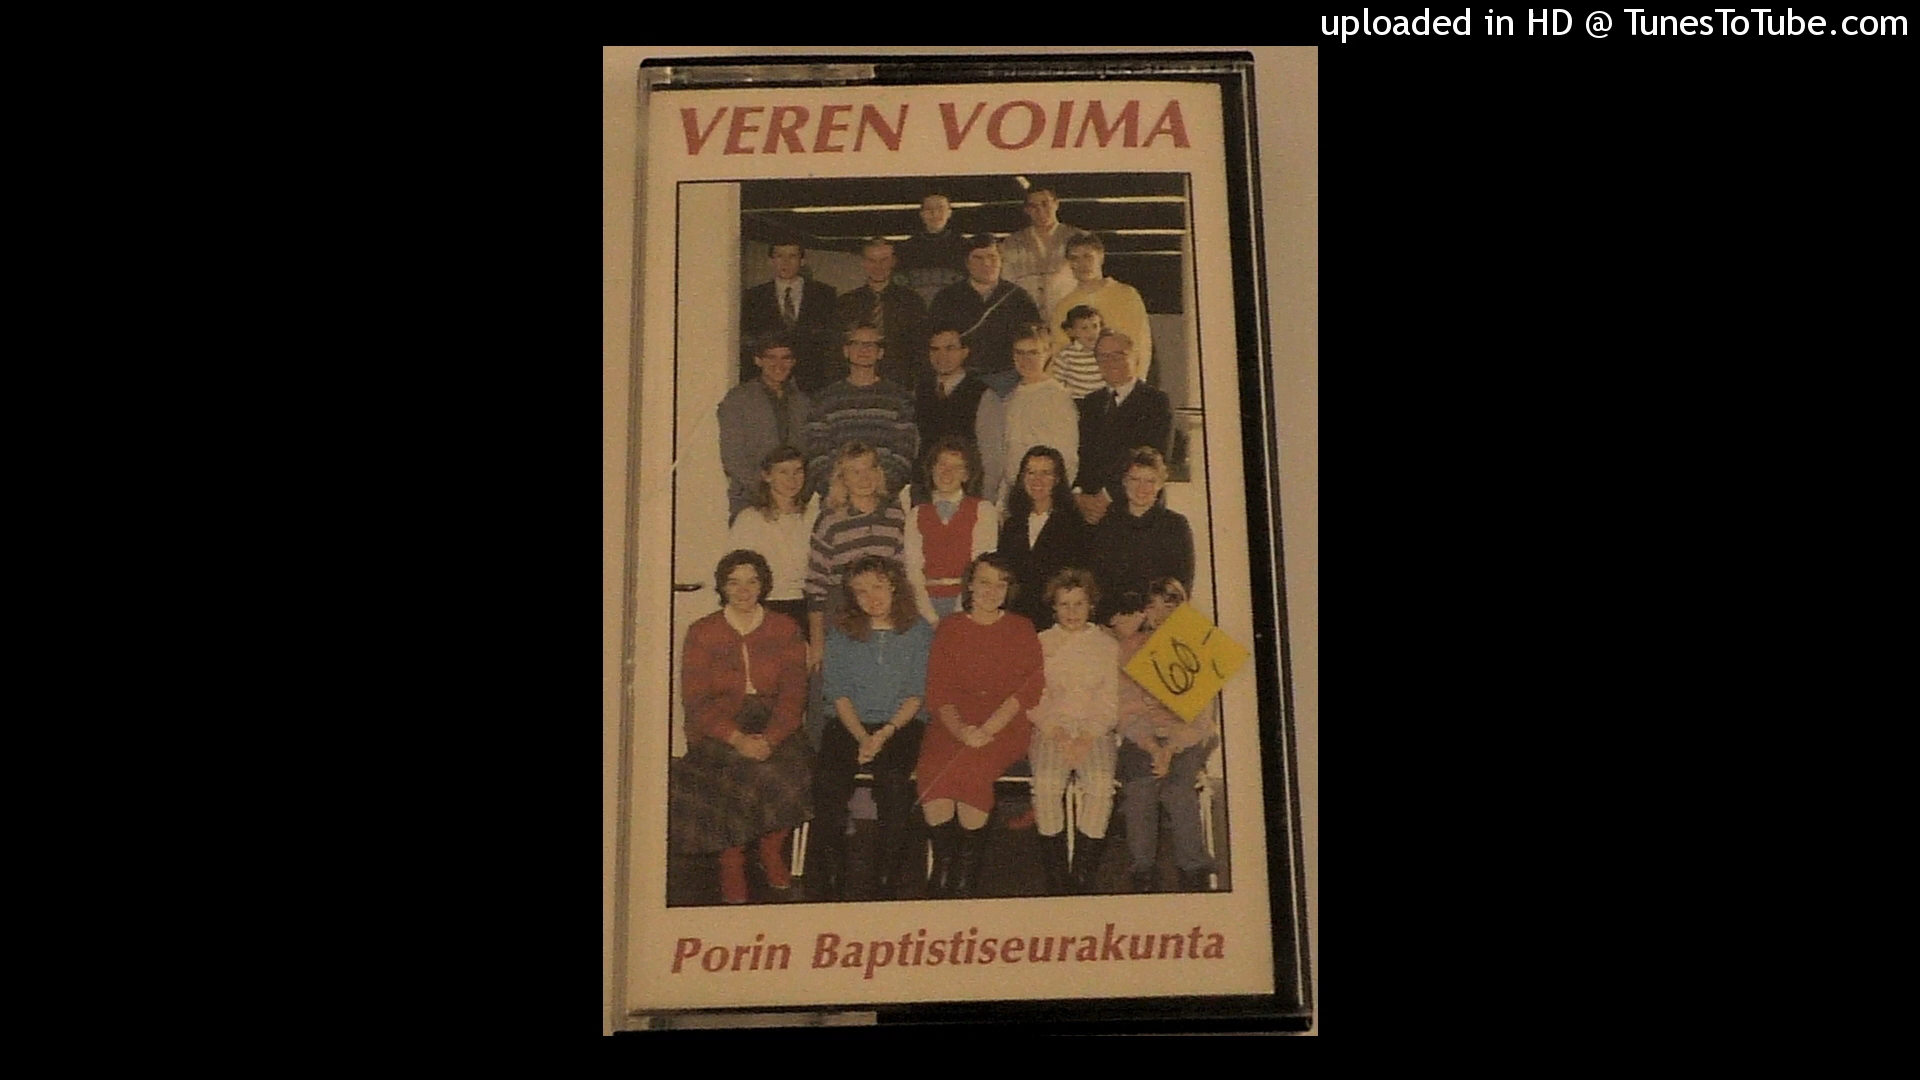 uploaded in HD @ TunesToTube.com
VEREN VOIMA
60,-
Porin Baptistiseurakunta